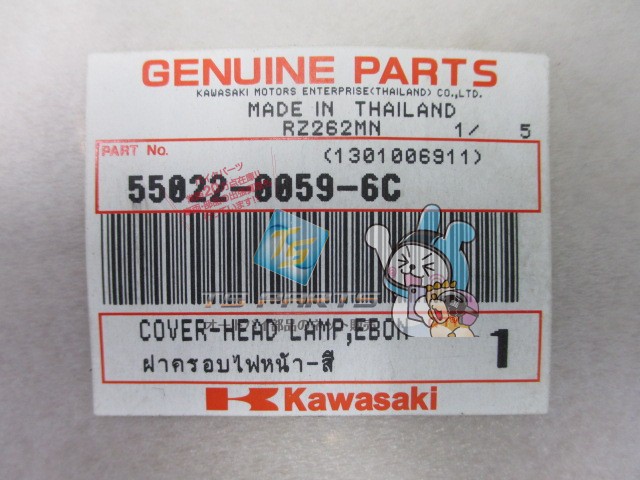 GENUINE PARTS
KAWASAKI MOTORS ENTERPRISE(THAILAND) CO.,LTD.
MADE IN THAILAND
RZ262MN 1/ 5
PART No. (1301006911)
55022-0059-6C
TS PARTS
COVER-HEAD LAMP,EBON
ฝาครอบไฟหน้า-สี
1
Kawasaki